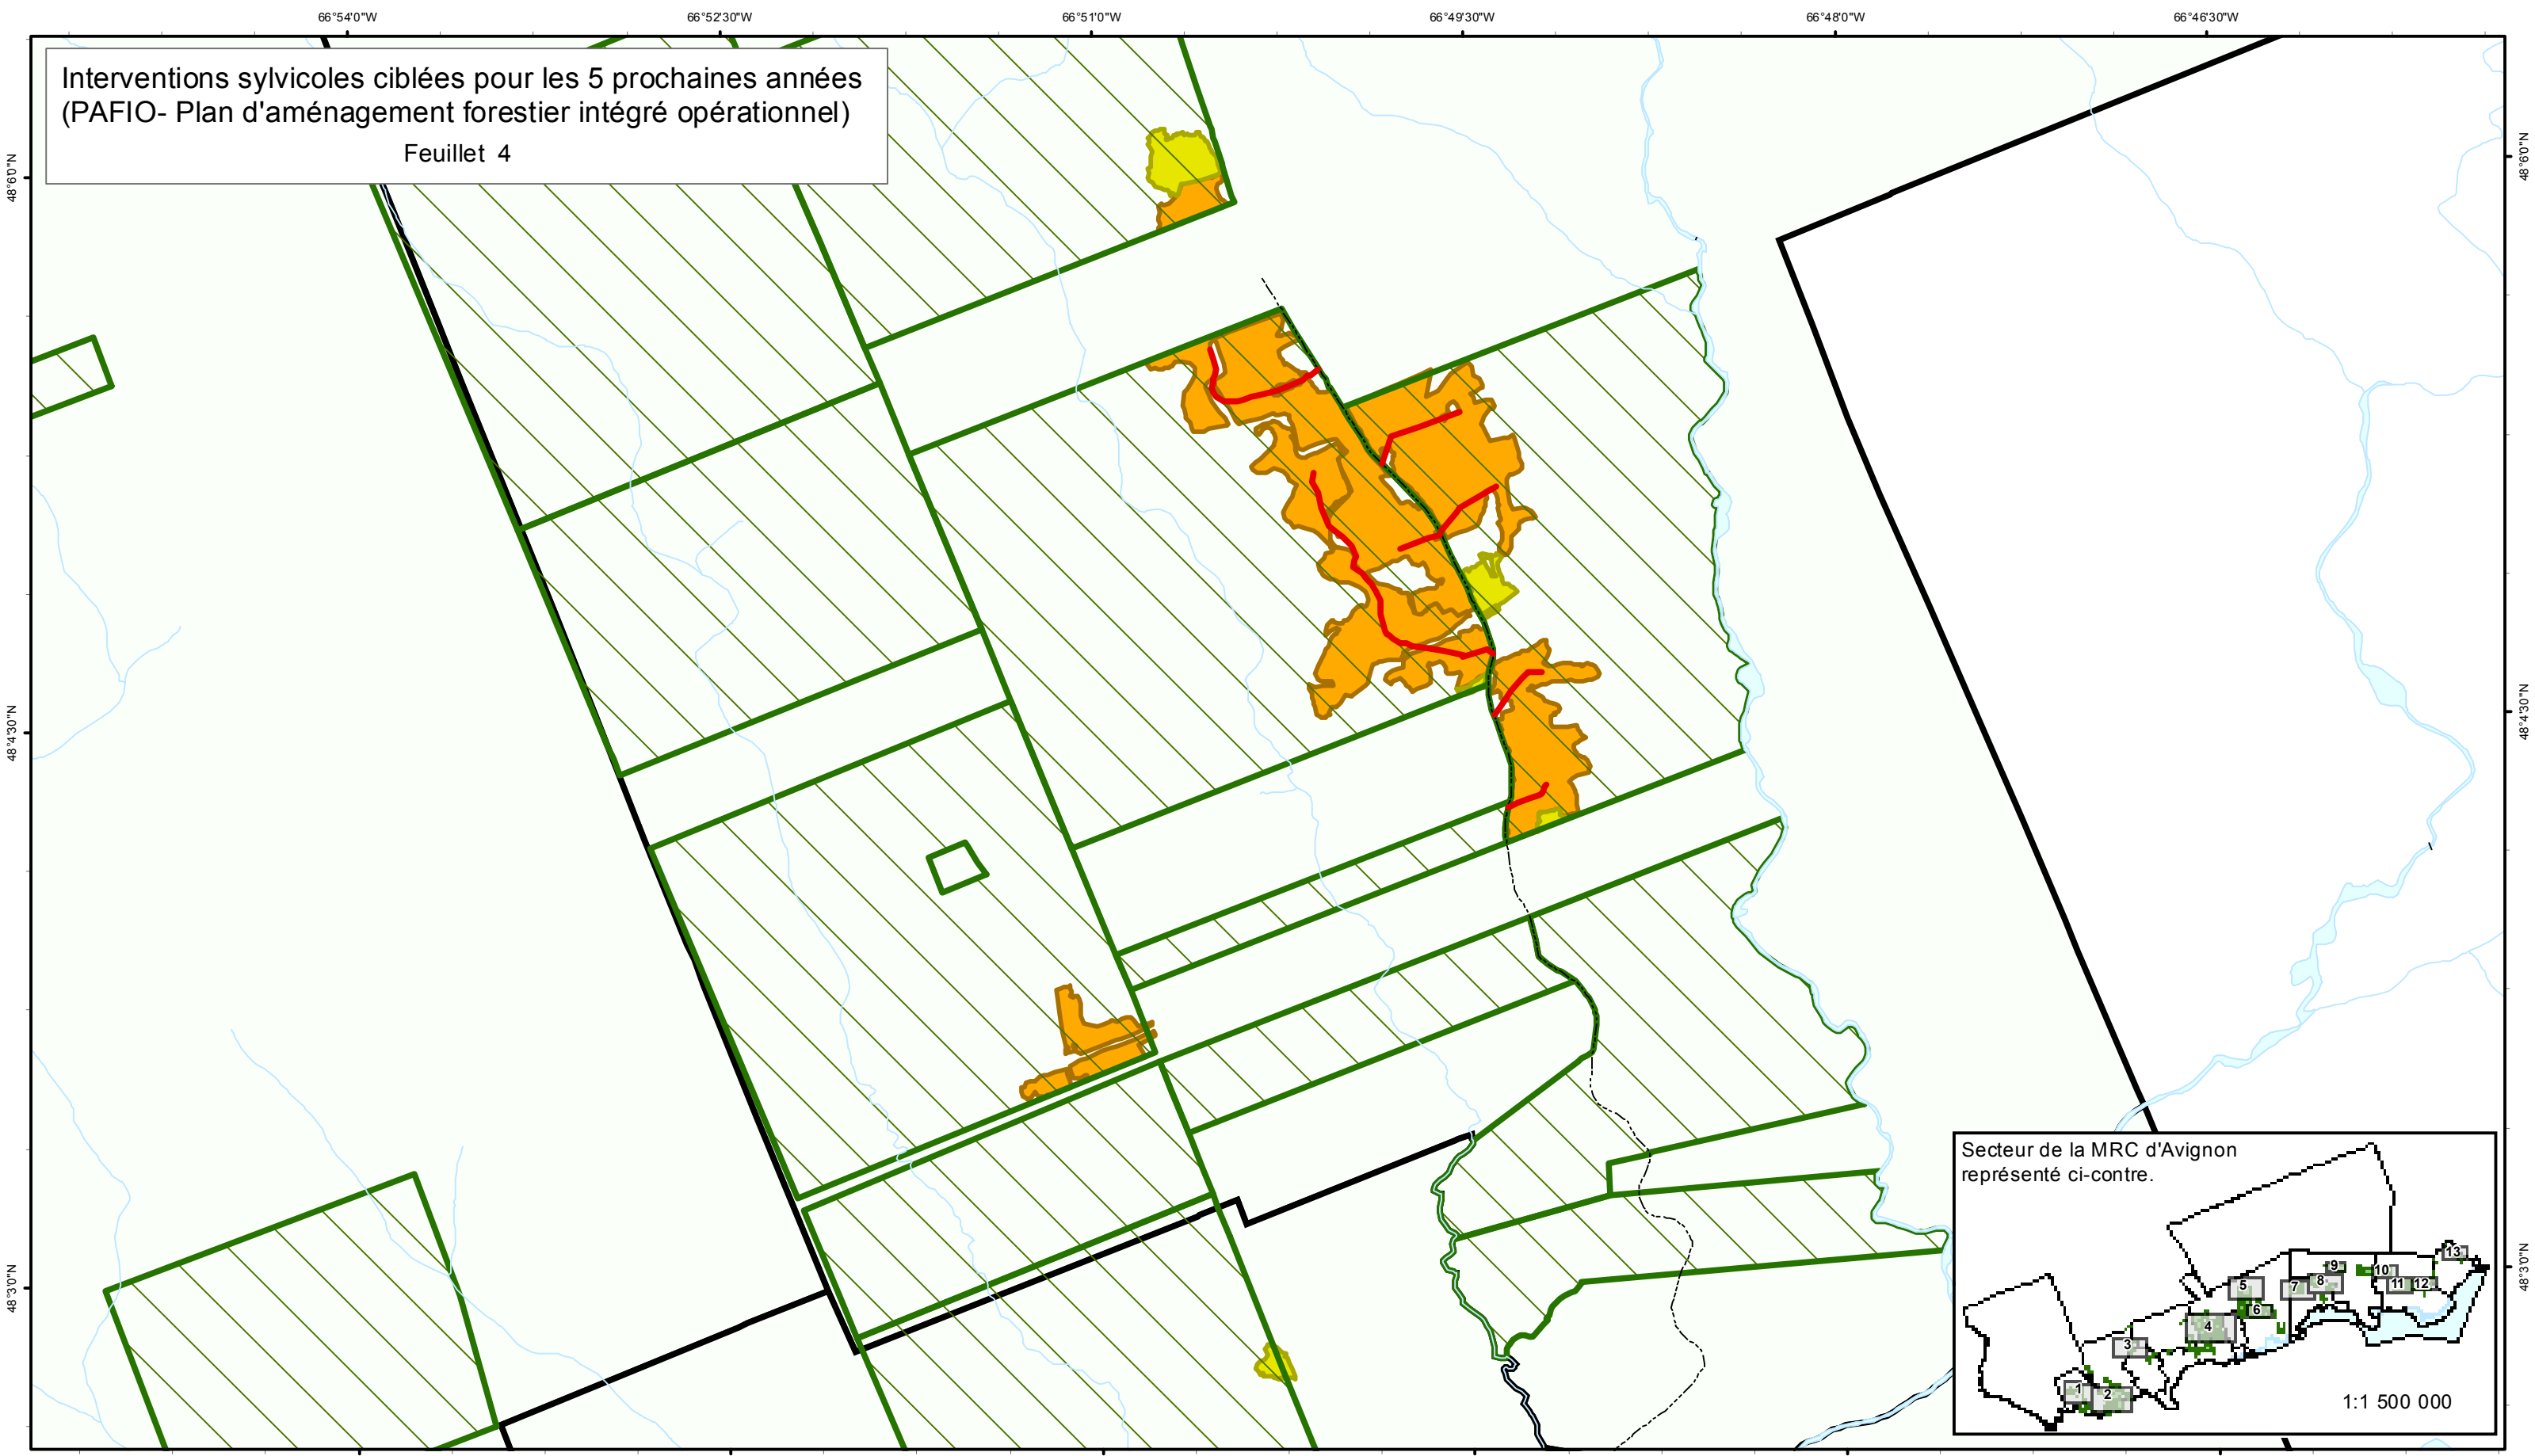 66°54'0"W 66°52'30"W 66°51'0"W 66°49'30"W 66°48'0"W 66°46'30"W
Interventions sylvicoles ciblées pour les 5 prochaines années
(PAFIO- Plan d'aménagement forestier intégré opérationnel)
Feuillet 4
48°6'0"N
48°6'0"N
48°4'30"N
48°4'30"N
48°3'0"N
48°3'0"N
Secteur de la MRC d'Avignon
représenté ci-contre.
13
9
10
5
7
8
11
12
6
4
3
1
2
1:1 500 000